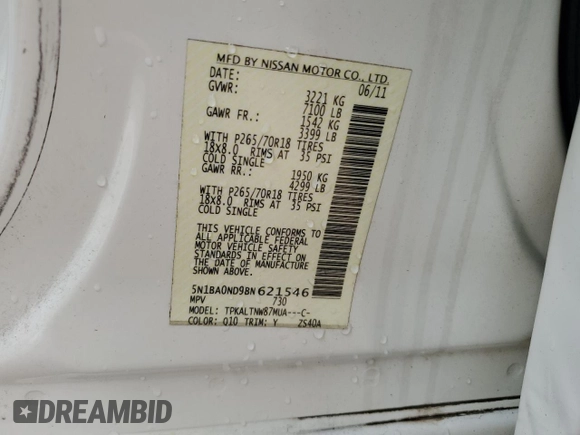 MFD BY NISSAN MOTOR CO., LTD.
DATE: 06/11
GVWR: 3221 KG
7100 LB
GAWR FR.: 1542 KG
3399 LB
WITH P265/70R18 TIRES
18X8.0 RIMS AT 35 PSI
COLD SINGLE
GAWR RR.: 1950 KG
4299 LB
WITH P265/70R18 TIRES
18X8.0 RIMS AT 35 PSI
COLD SINGLE
THIS VEHICLE CONFORMS TO
ALL APPLICABLE FEDERAL
MOTOR VEHICLE SAFETY
STANDARDS IN EFFECT ON
THE DATE OF MANUFACTURE
SHOWN ABOVE.
5N1BA0ND9BN621546
MPV 730
MODEL: TPKALTNW87MUA---C-
COLOR: Q10 TRIM: Y ZS40A
DREAMBID